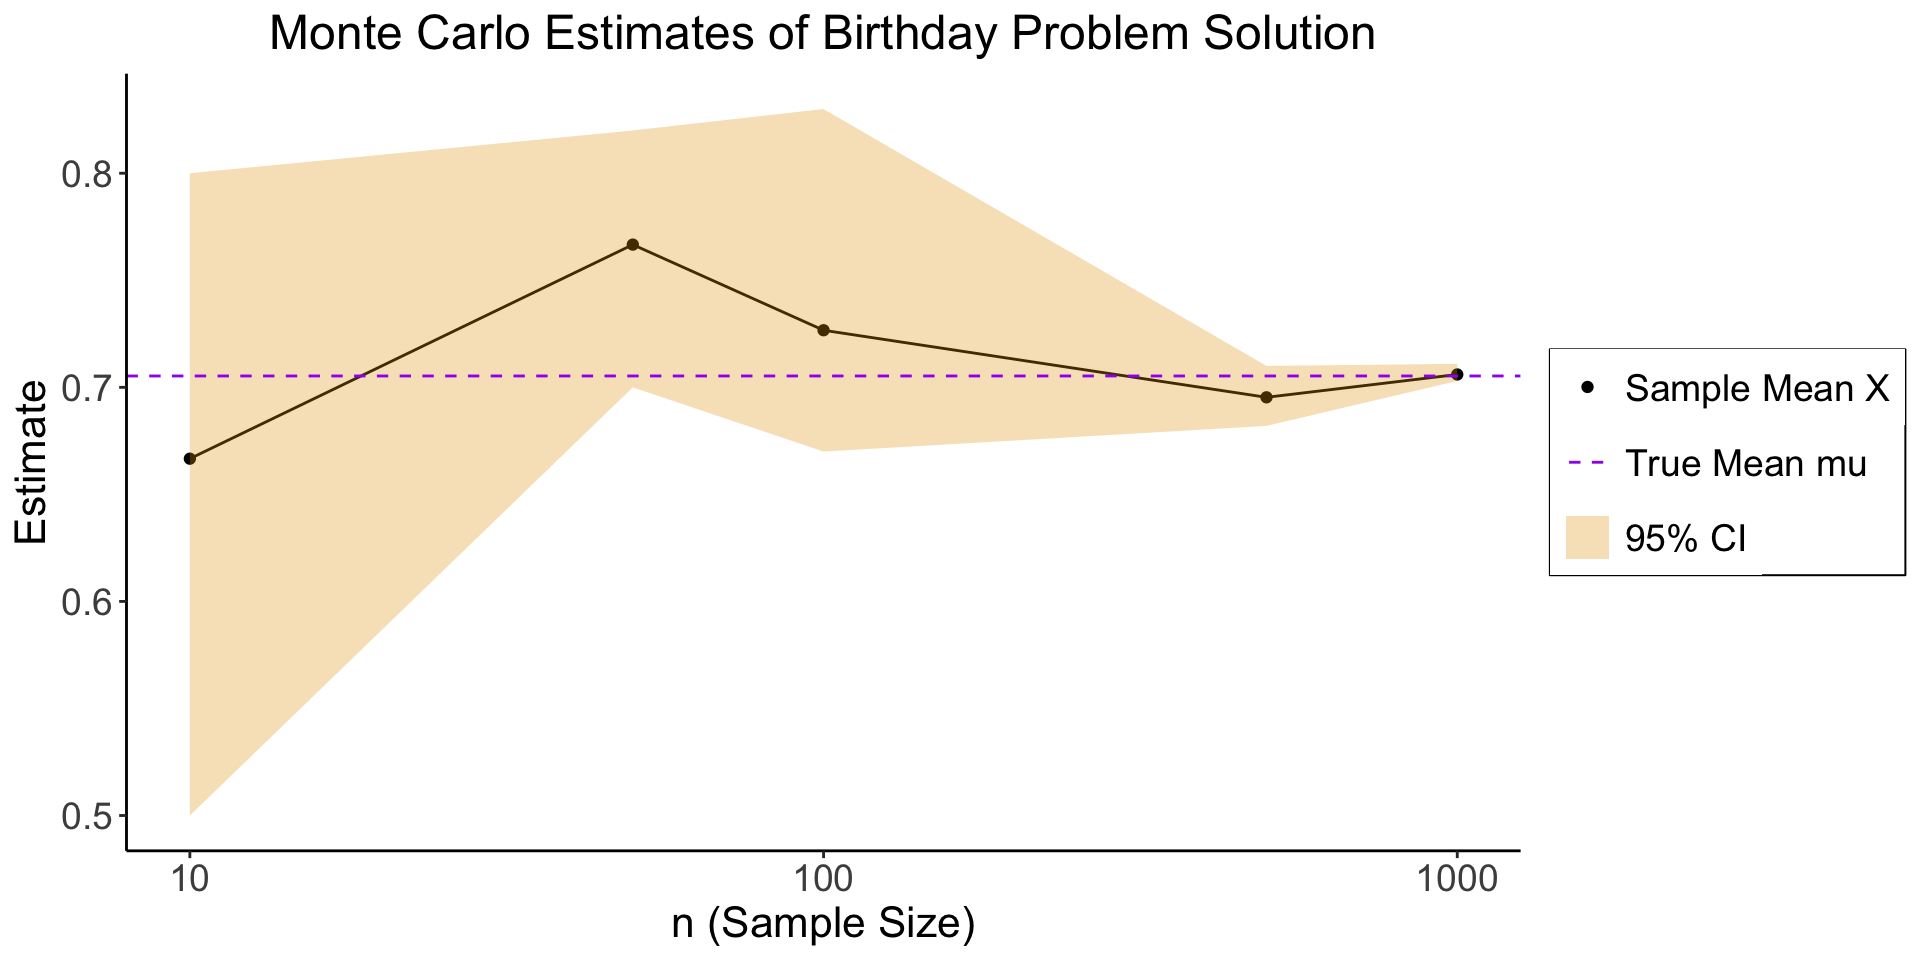 Monte Carlo Estimates of Birthday Problem Solution
Estimate
0.8
0.7
0.6
0.5
10 100 1000
n (Sample Size)
Sample Mean X
True Mean mu
95% CI